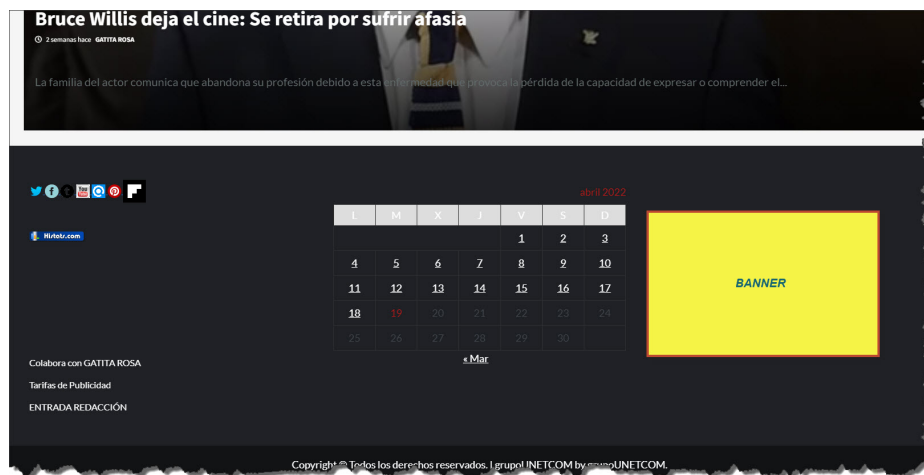 Bruce Willis deja el cine: Se retira por sufrir afasia
2 semanas hace GATITA ROSA
La familia del actor comunica que abandona su profesión debido a esta enfermedad que provoca la pérdida de la capacidad de expresar o comprender el...
You
Histats.com
Colabora con GATITA ROSA
Tarifas de Publicidad
ENTRADA REDACCIÓN
abril 2022
L M X J V S D
1 2 3
4 5 6 7 8 9 10
11 12 13 14 15 16 17
18 19 20 21 22 23 24
25 26 27 28 29 30
« Mar
BANNER
Copyright © Todos los derechos reservados. | grupoUNETCOM by grupoUNETCOM.